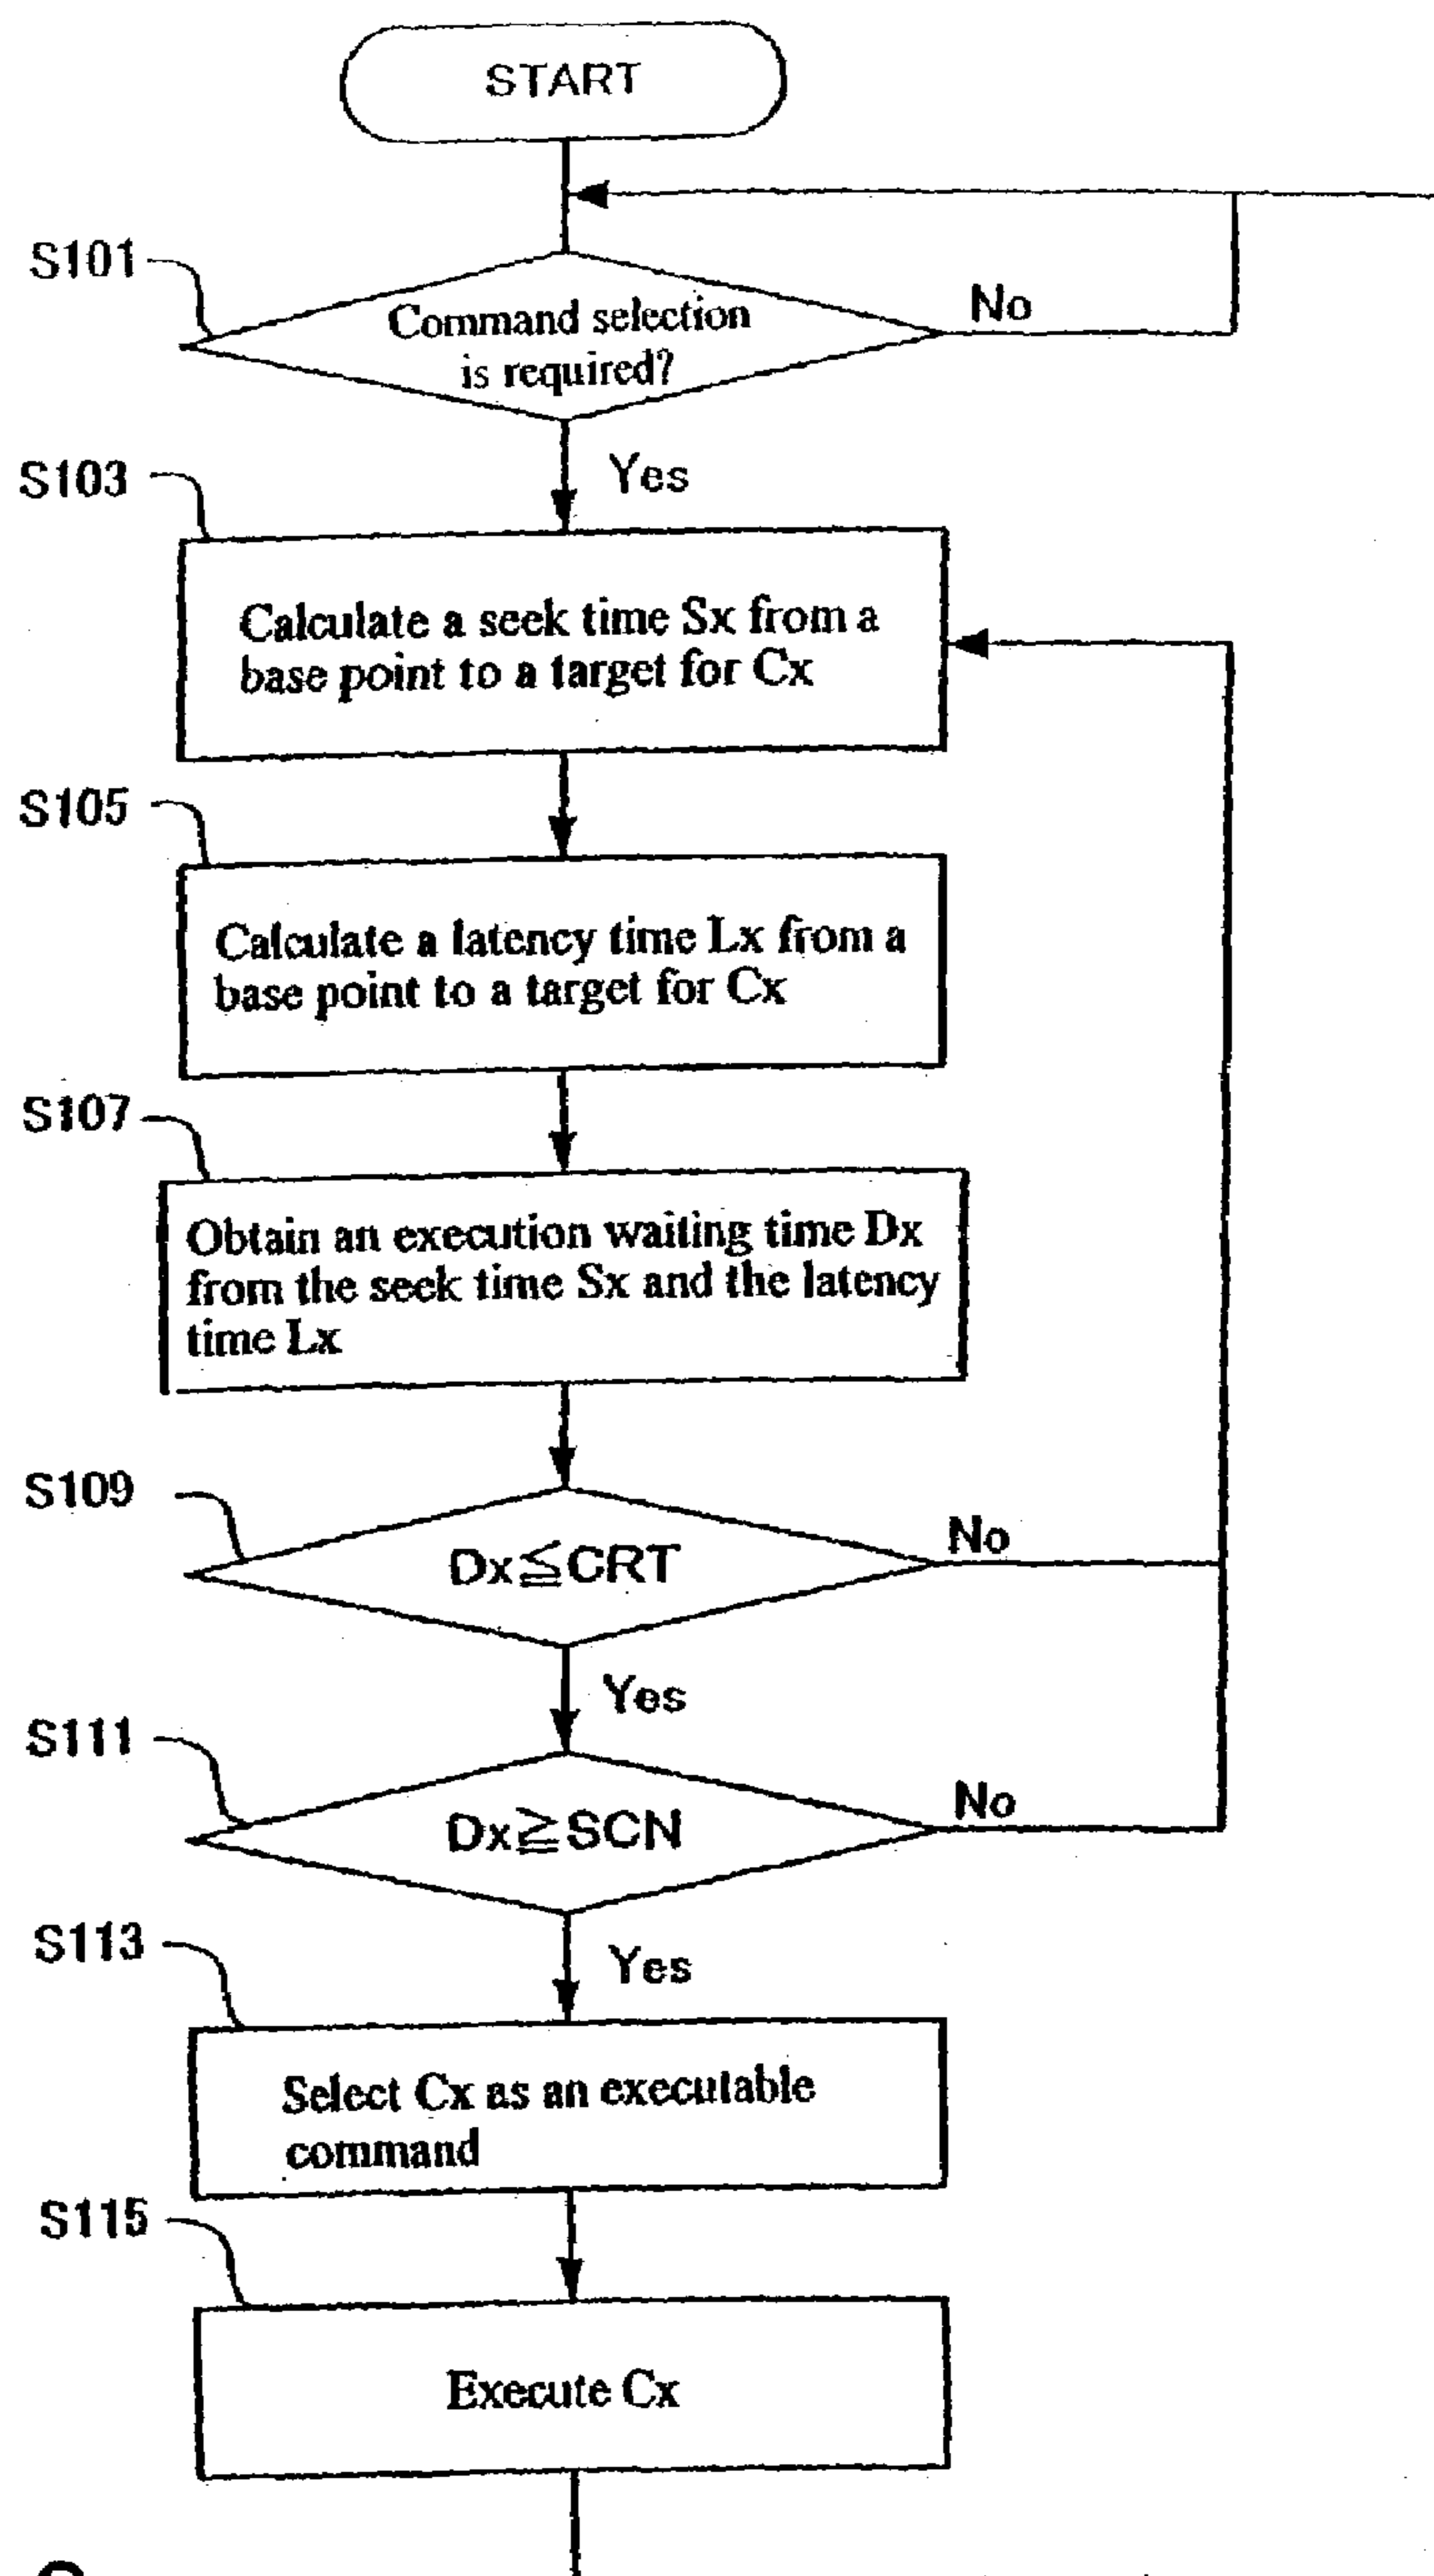 START
S101
Command selection
is required?
No
Yes
S103
Calculate a seek time Sx from a
base point to a target for Cx
S105
Calculate a latency time Lx from a
base point to a target for Cx
S107
Obtain an execution waiting time Dx
from the seek time Sx and the latency
time Lx
S109
Dx≦CRT
No
Yes
S111
Dx≧SCN
No
Yes
S113
Select Cx as an executable
command
S115
Execute Cx